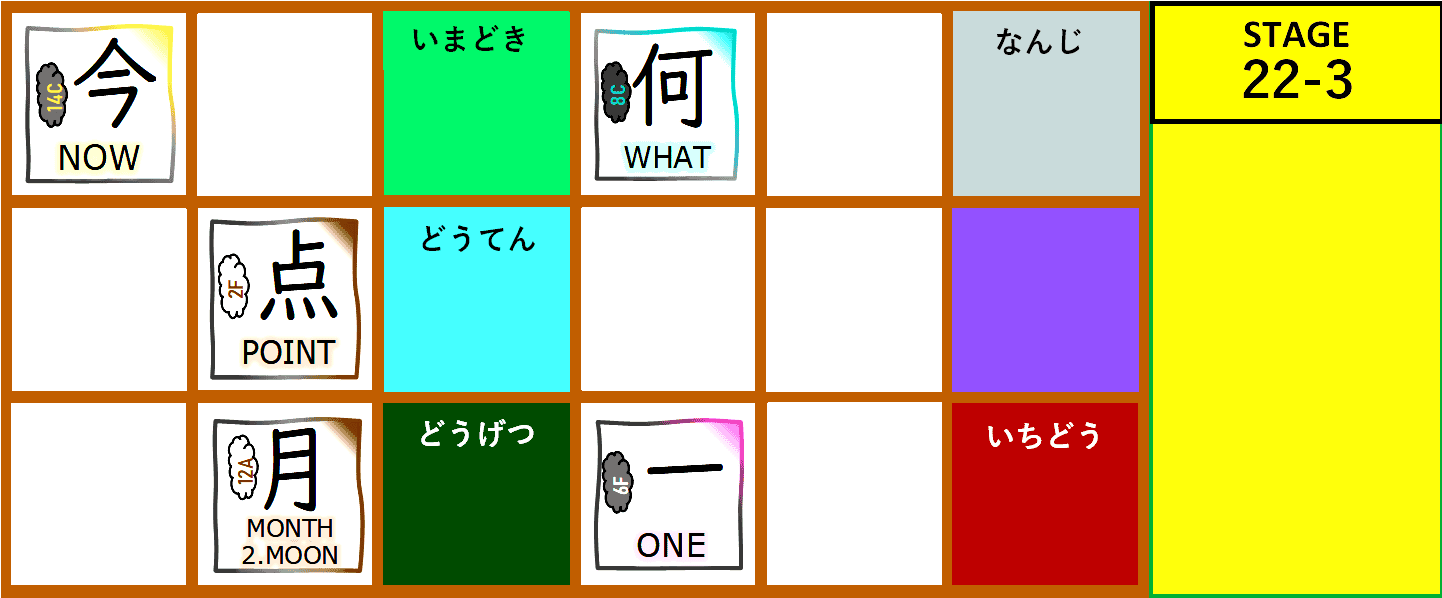 今
14C
NOW
いまどき
何
8C
WHAT
なんじ
STAGE
22-3
点
2F
POINT
どうてん
月
12A
MONTH
2.MOON
どうげつ
一
6F
ONE
いちどう